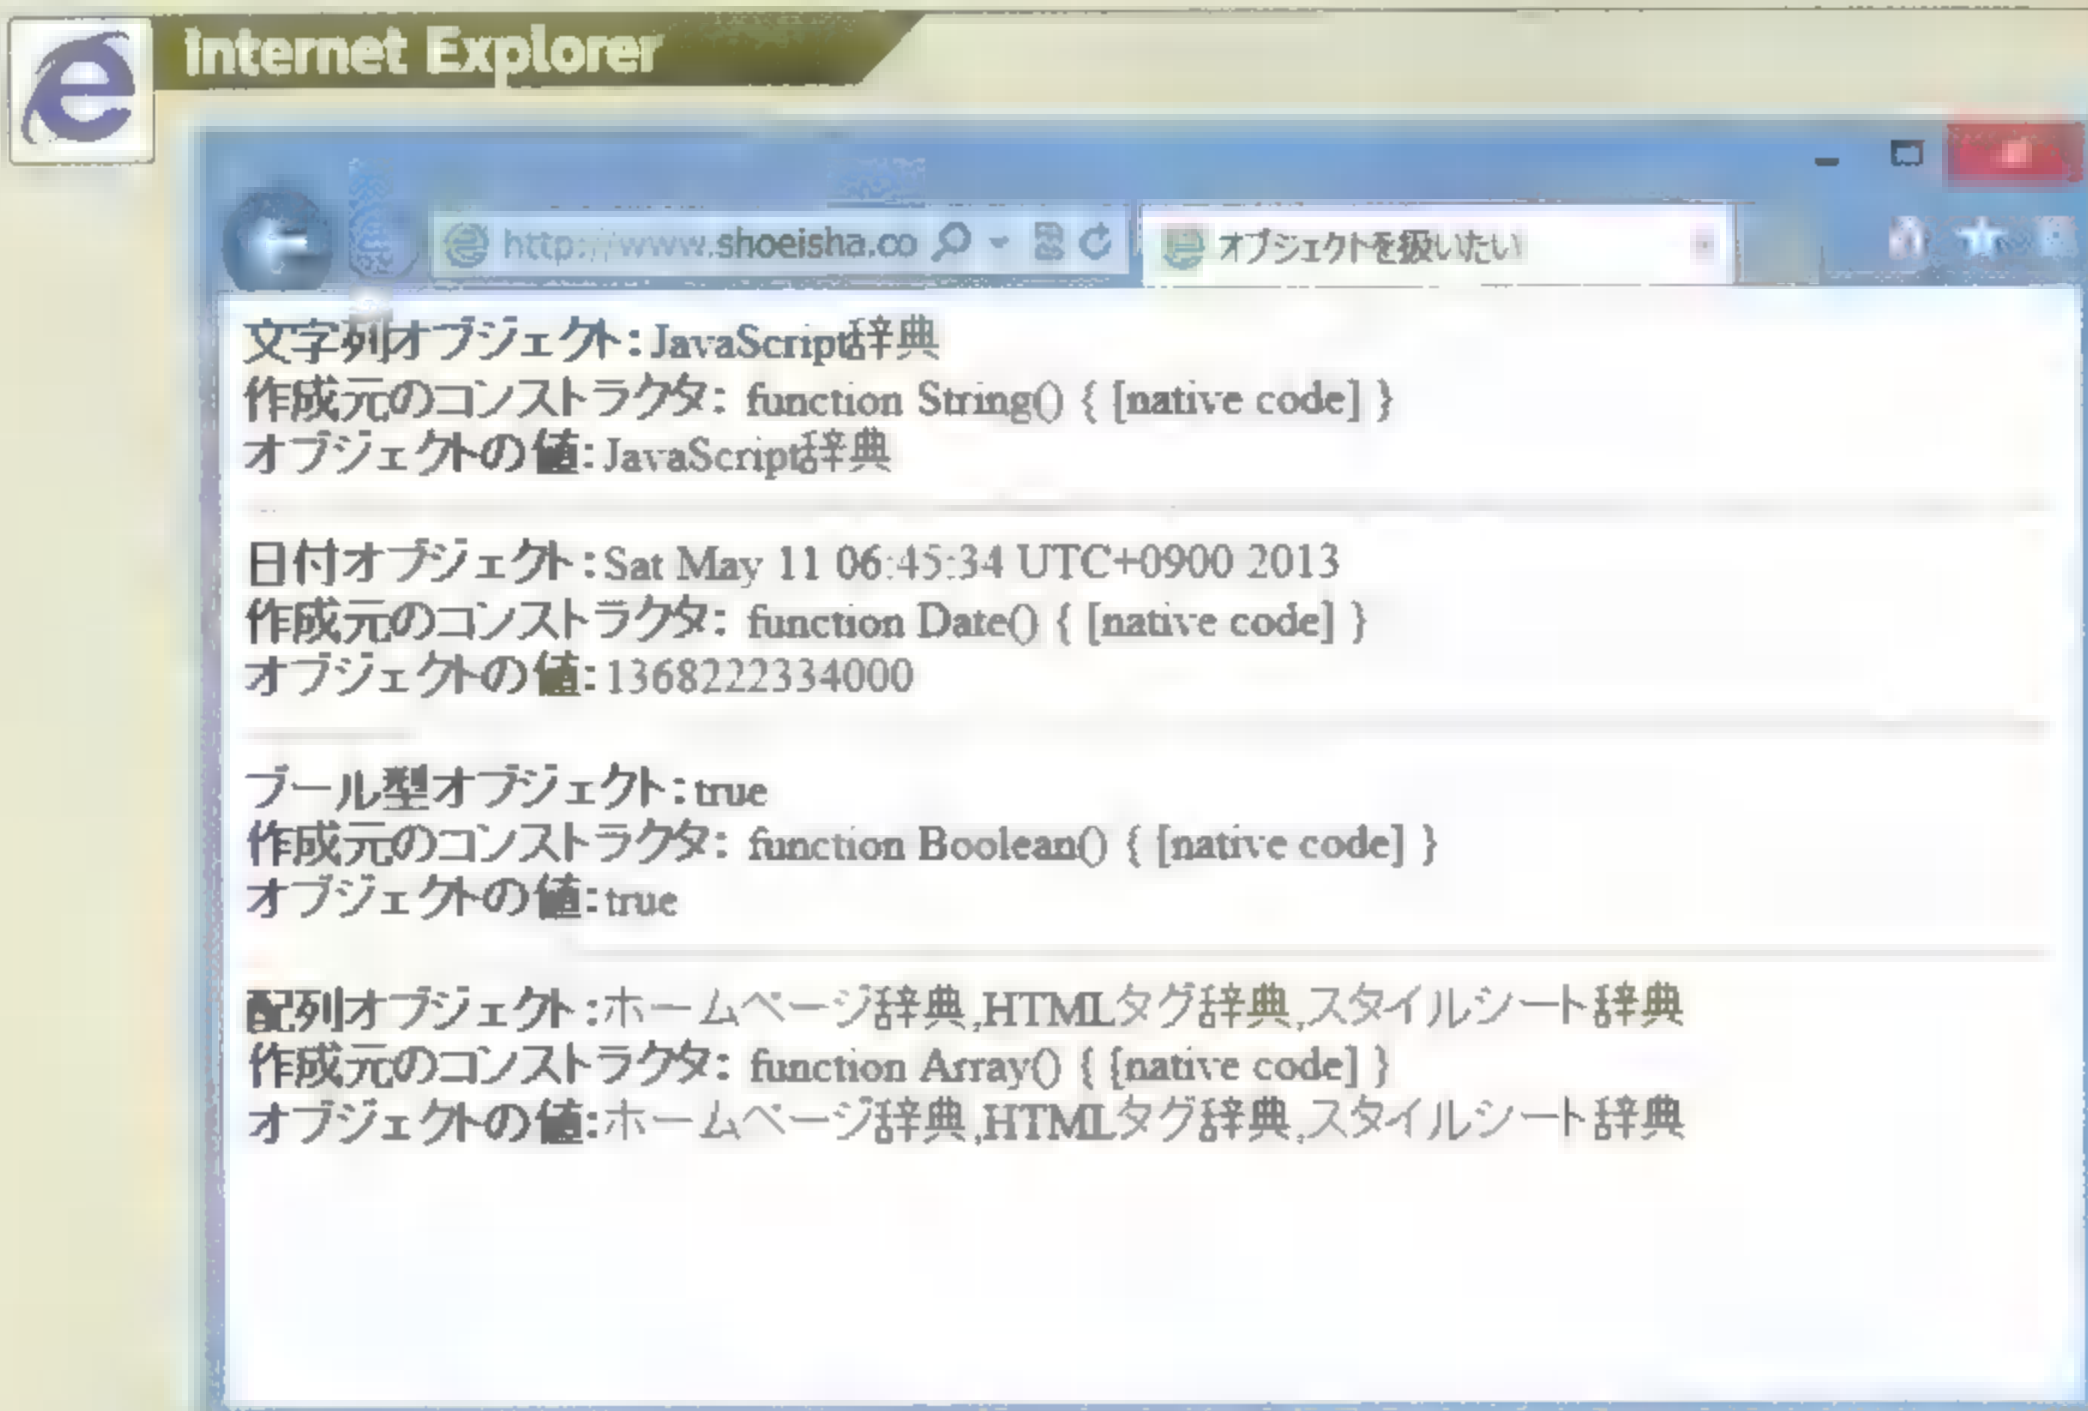 Internet Explorer
http://www.shoeisha.co
オブジェクトを扱いたい
文字列オブジェクト:JavaScript辞典
作成元のコンストラクタ: function String() { [native code] }
オブジェクトの値:JavaScript辞典
日付オブジェクト:Sat May 11 06:45:34 UTC+0900 2013
作成元のコンストラクタ: function Date() { [native code] }
オブジェクトの値:1368222334000
ブール型オブジェクト:true
作成元のコンストラクタ: function Boolean() { [native code] }
オブジェクトの値:true
配列オブジェクト:ホームページ辞典,HTMLタグ辞典,スタイルシート辞典
作成元のコンストラクタ: function Array() { [native code] }
オブジェクトの値:ホームページ辞典,HTMLタグ辞典,スタイルシート辞典